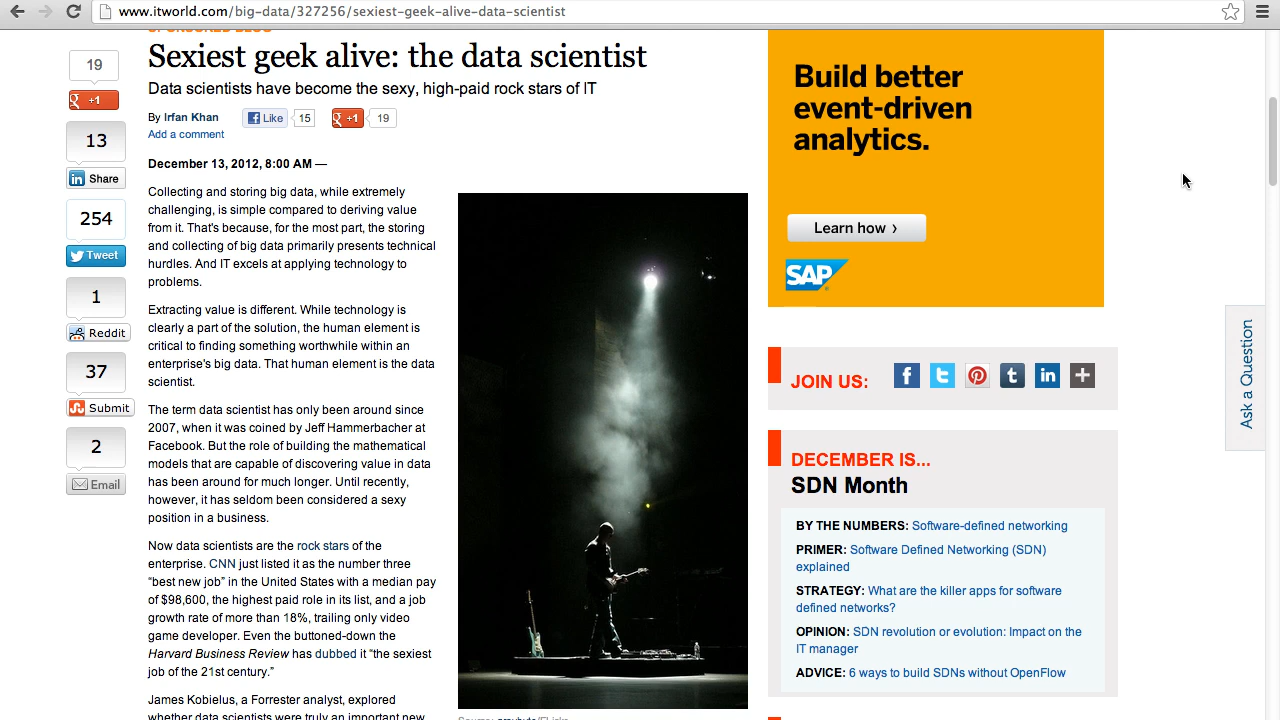 www.itworld.com/big-data/327256/sexiest-geek-alive-data-scientist
Sexiest geek alive: the data scientist
Data scientists have become the sexy, high-paid rock stars of IT
By Irfan Khan
Like 15
+1 19
Add a comment
December 13, 2012, 8:00 AM —
Collecting and storing big data, while extremely
challenging, is simple compared to deriving value
from it. That's because, for the most part, the storing
and collecting of big data primarily presents technical
hurdles. And IT excels at applying technology to
problems.
Extracting value is different. While technology is
clearly a part of the solution, the human element is
critical to finding something worthwhile within an
enterprise's big data. That human element is the data
scientist.
The term data scientist has only been around since
2007, when it was coined by Jeff Hammerbacher at
Facebook. But the role of building the mathematical
models that are capable of discovering value in data
has been around for much longer. Until recently,
however, it has seldom been considered a sexy
position in a business.
Now data scientists are the rock stars of the
enterprise. CNN just listed it as the number three
“best new job” in the United States with a median pay
of $98,600, the highest paid role in its list, and a job
growth rate of more than 18%, trailing only video
game developer. Even the buttoned-down the
Harvard Business Review has dubbed it “the sexiest
job of the 21st century.”
James Kobielus, a Forrester analyst, explored
whether data scientists were truly an important new
19
+1
13
Share
254
Tweet
1
Reddit
37
Submit
2
Email
Build better
event-driven
analytics.
Learn how ›
SAP
JOIN US:
DECEMBER IS...
SDN Month
BY THE NUMBERS: Software-defined networking
PRIMER: Software Defined Networking (SDN)
explained
STRATEGY: What are the killer apps for software
defined networks?
OPINION: SDN revolution or evolution: Impact on the
IT manager
ADVICE: 6 ways to build SDNs without OpenFlow
Ask a Question